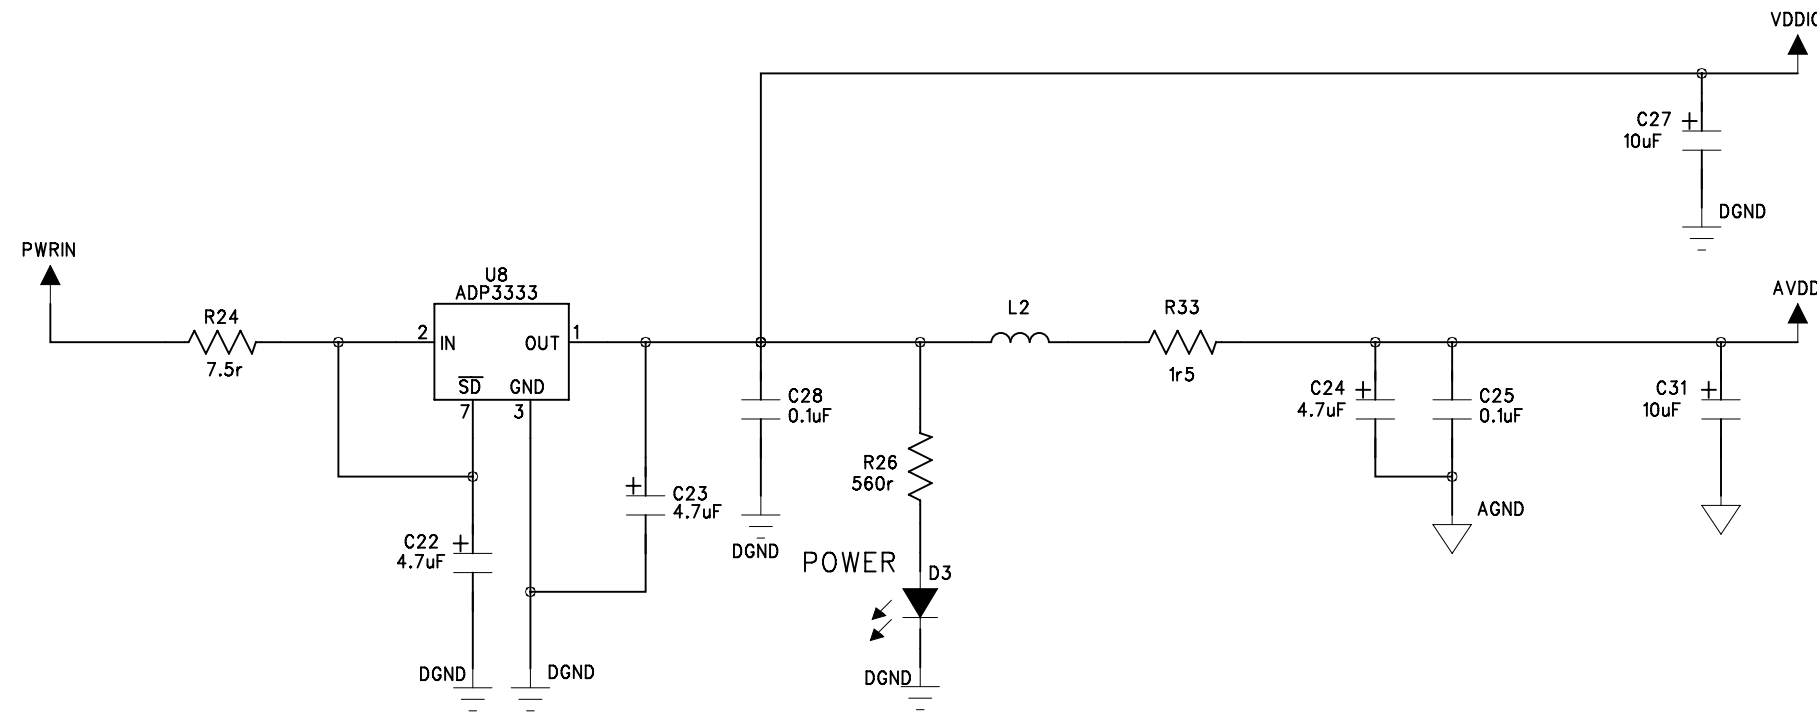 VDDIO
C27 +
10uF
DGND
PWRIN
AVDD
U8
ADP3333
R24
7.5r
2
IN
OUT
1
SD
GND
7
3
L2
R33
1r5
C28
0.1uF
C24 +
4.7uF
C25
0.1uF
C31 +
10uF
R26
560r
+
C23
4.7uF
DGND
AGND
C22 +
4.7uF
POWER
D3
DGND
DGND
DGND